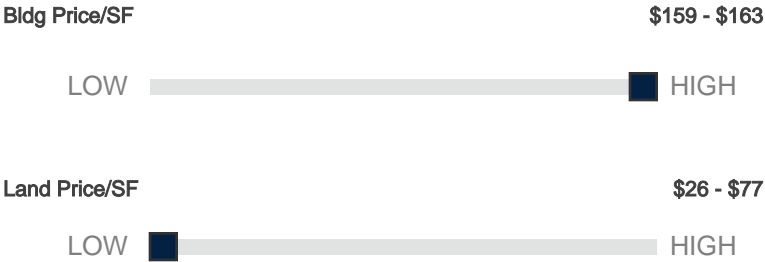 Bldg Price/SF $159 - $163
LOW HIGH
Land Price/SF $26 - $77
LOW HIGH